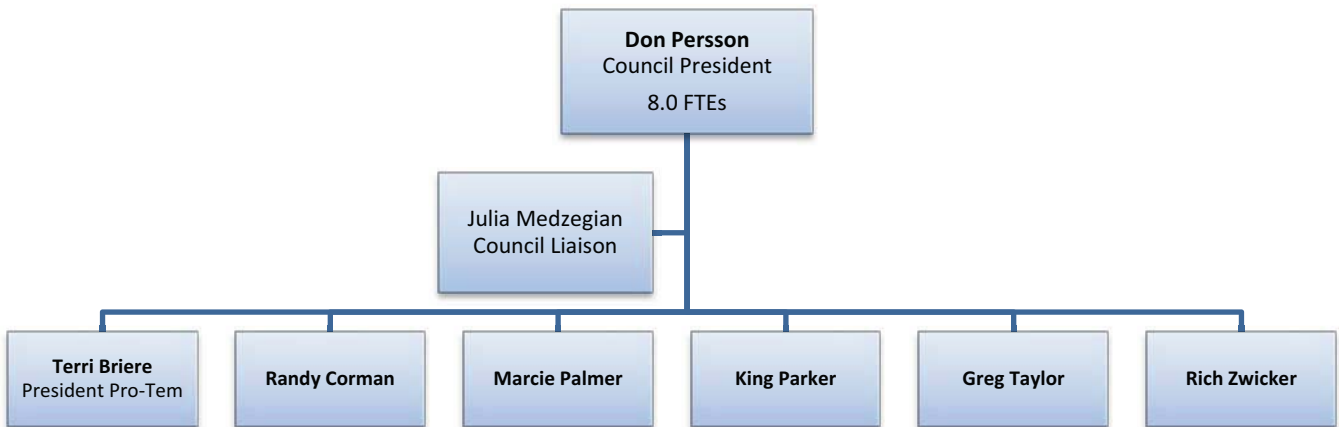 Don Persson
Council President
8.0 FTEs
Julia Medzegian
Council Liaison
Terri Briere
President Pro-Tem
Randy Corman
Marcie Palmer
King Parker
Greg Taylor
Rich Zwicker